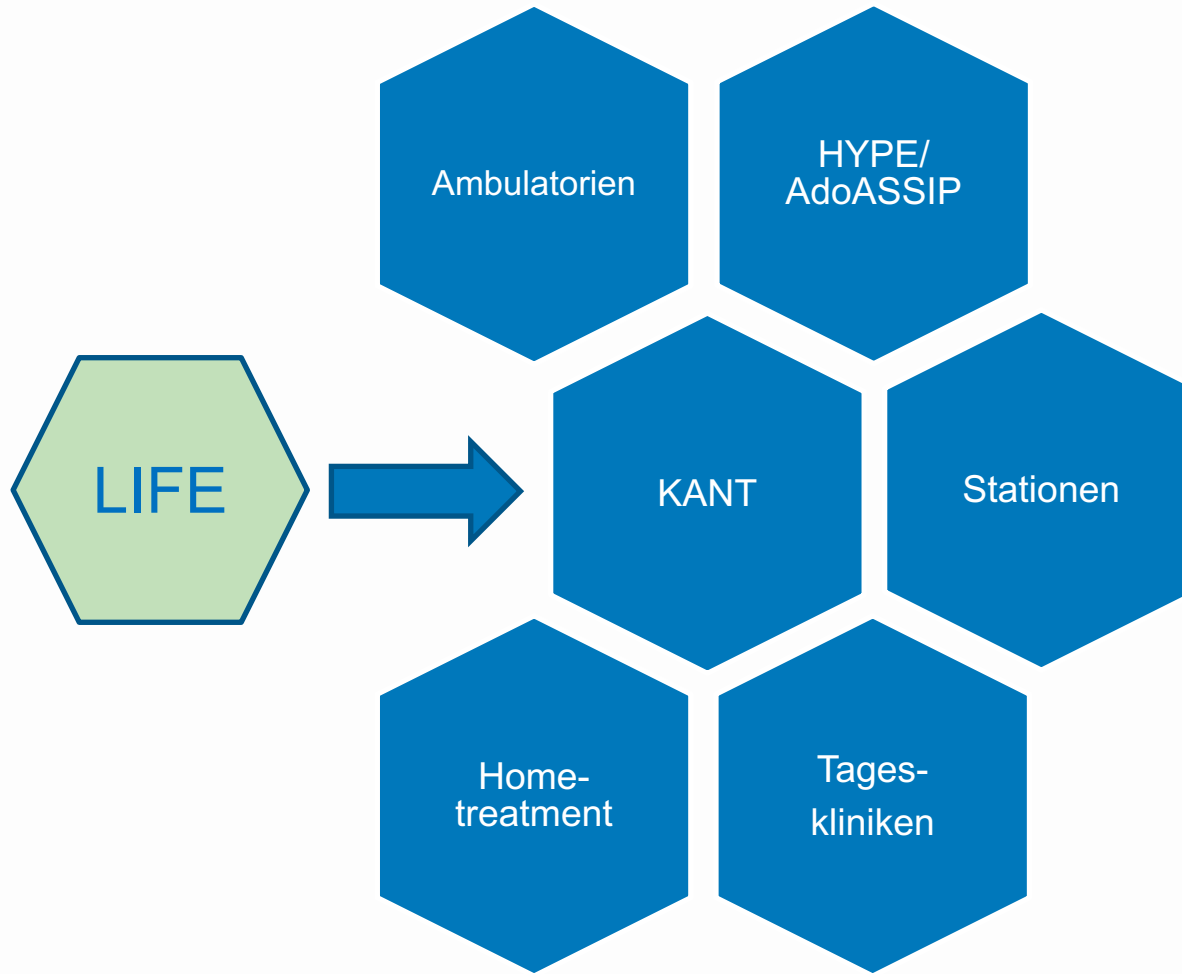 Ambulatorien
HYPE/
AdoASSIP
LIFE
KANT
Stationen
Home-
treatment
Tages-
kliniken